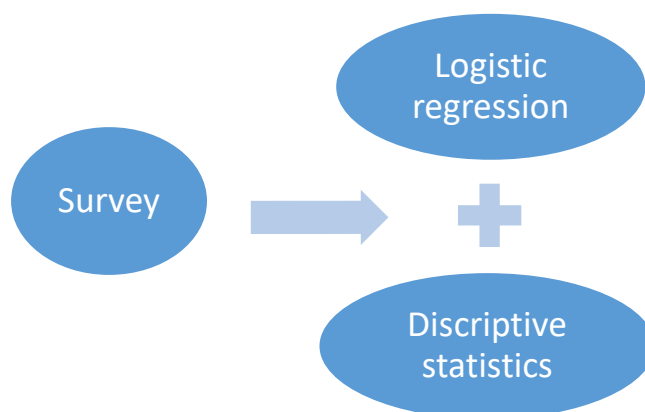 Logistic
regression
Survey
Discriptive
statistics